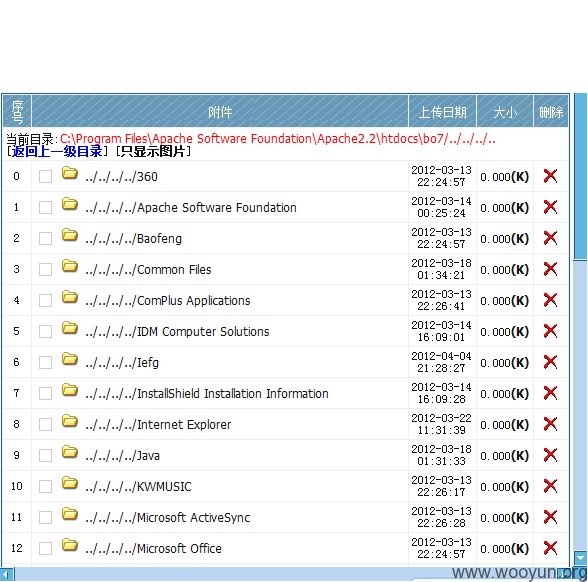 序号 附件 上传日期 大小 删除
当前目录:C:\Program Files\Apache Software Foundation\Apache2.2\htdocs\bo7/../../../..
[返回上一级目录] [只显示图片]
0 ../../../../360 2012-03-13 22:24:57 0.000(K)
1 ../../../../Apache Software Foundation 2012-03-14 00:25:24 0.000(K)
2 ../../../../Baofeng 2012-03-13 22:24:57 0.000(K)
3 ../../../../Common Files 2012-03-18 01:34:21 0.000(K)
4 ../../../../ComPlus Applications 2012-03-13 22:26:41 0.000(K)
5 ../../../../IDM Computer Solutions 2012-03-14 16:09:01 0.000(K)
6 ../../../../Iefg 2012-04-04 21:28:27 0.000(K)
7 ../../../../InstallShield Installation Information 2012-03-14 16:09:28 0.000(K)
8 ../../../../Internet Explorer 2012-03-22 11:31:39 0.000(K)
9 ../../../../Java 2012-03-18 01:31:33 0.000(K)
10 ../../../../KWMUSIC 2012-03-13 22:26:17 0.000(K)
11 ../../../../Microsoft ActiveSync 2012-03-13 22:26:28 0.000(K)
12 ../../../../Microsoft Office 2012-03-13 22:24:57 0.000(K)
www.wooyun.org